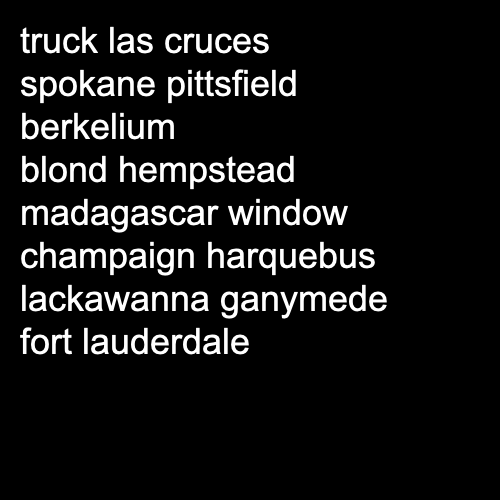 truck las cruces
spokane pittsfield
berkelium
blond hempstead
madagascar window
champaign harquebus
lackawanna ganymede
fort lauderdale